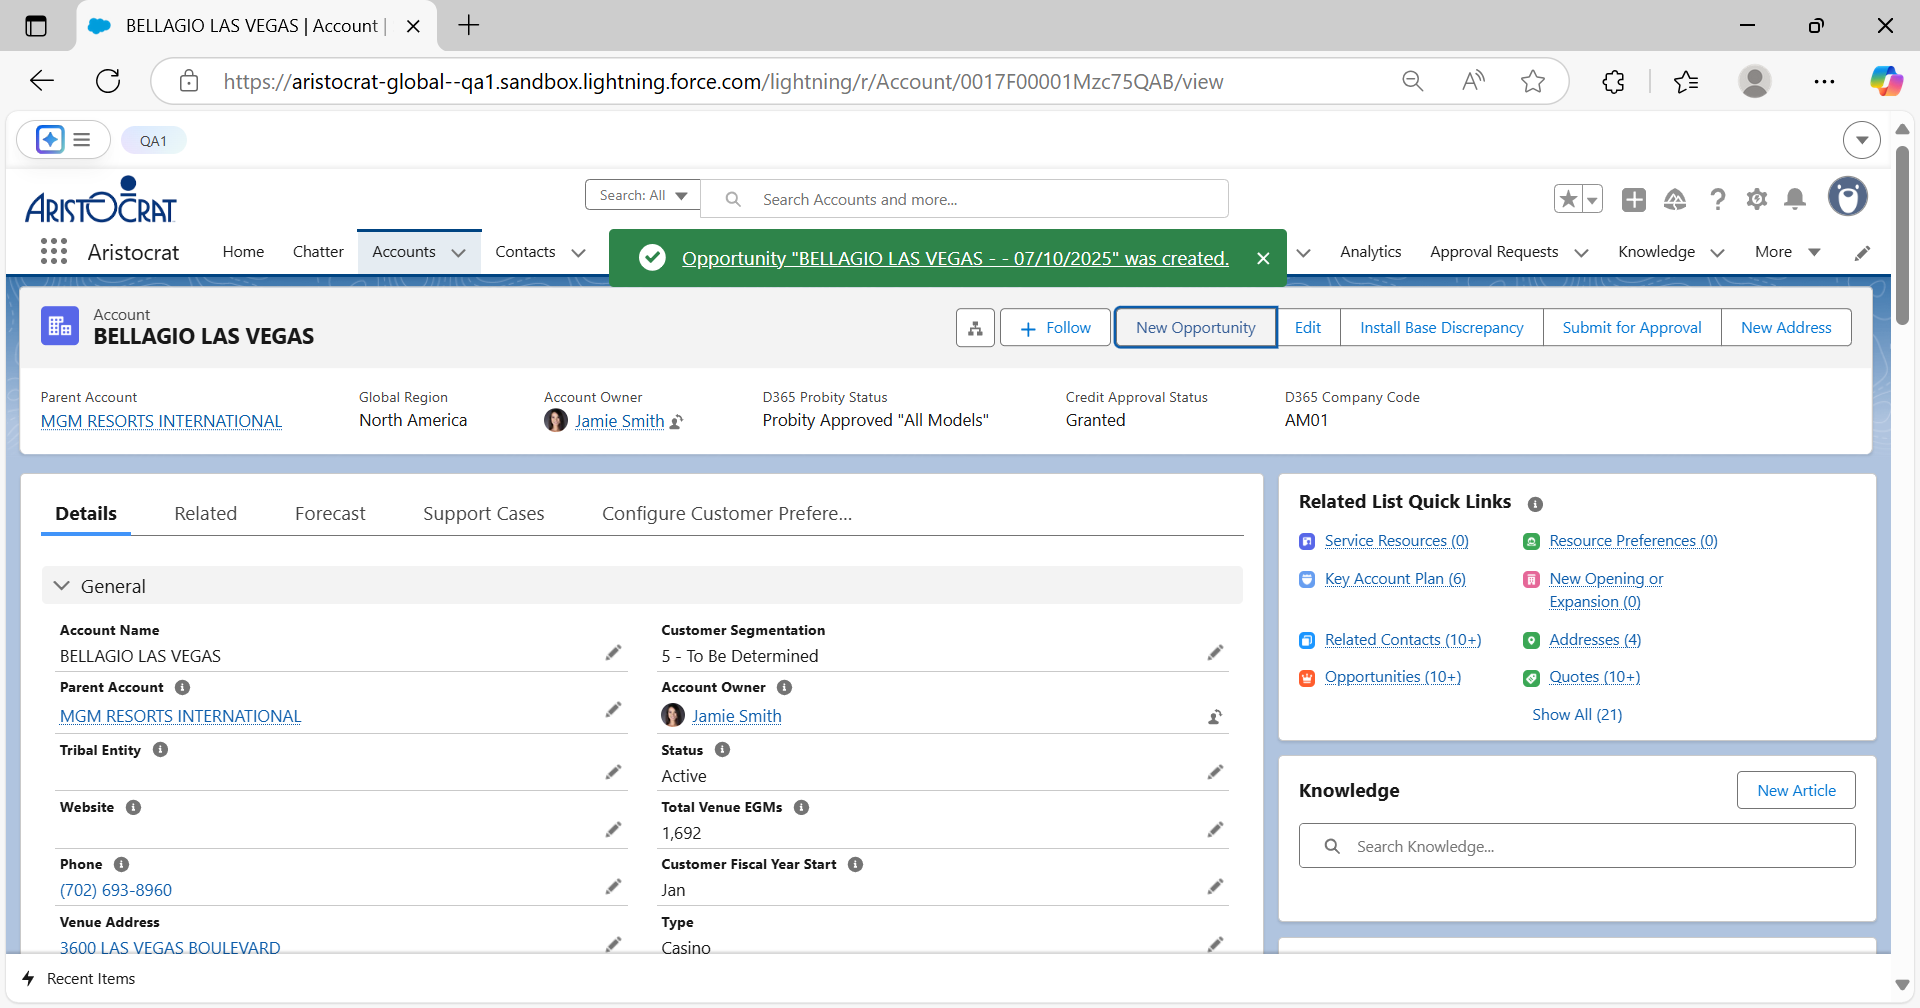 BELLAGIO LAS VEGAS | Account |
https://aristocrat-global--qa1.sandbox.lightning.force.com/lightning/r/Account/0017F00001Mzc75QAB/view
QA1
ARISTOCRAT
Search: All
Search Accounts and more...
Aristocrat
Home
Chatter
Accounts
Contacts
Opportunity "BELLAGIO LAS VEGAS - - 07/10/2025" was created.
Analytics
Approval Requests
Knowledge
More
Account
BELLAGIO LAS VEGAS
Follow
New Opportunity
Edit
Install Base Discrepancy
Submit for Approval
New Address
Parent Account
MGM RESORTS INTERNATIONAL
Global Region
North America
Account Owner
Jamie Smith
D365 Probity Status
Probity Approved "All Models"
Credit Approval Status
Granted
D365 Company Code
AM01
Details
Related
Forecast
Support Cases
Configure Customer Prefere...
General
Account Name
BELLAGIO LAS VEGAS
Customer Segmentation
5 - To Be Determined
Parent Account
MGM RESORTS INTERNATIONAL
Account Owner
Jamie Smith
Tribal Entity
Status
Active
Website
Total Venue EGMs
1,692
Phone
(702) 693-8960
Customer Fiscal Year Start
Jan
Venue Address
3600 LAS VEGAS BOULEVARD
Type
Casino
Related List Quick Links
Service Resources (0)
Resource Preferences (0)
Key Account Plan (6)
New Opening or
Expansion (0)
Related Contacts (10+)
Addresses (4)
Opportunities (10+)
Quotes (10+)
Show All (21)
Knowledge
New Article
Search Knowledge...
Recent Items